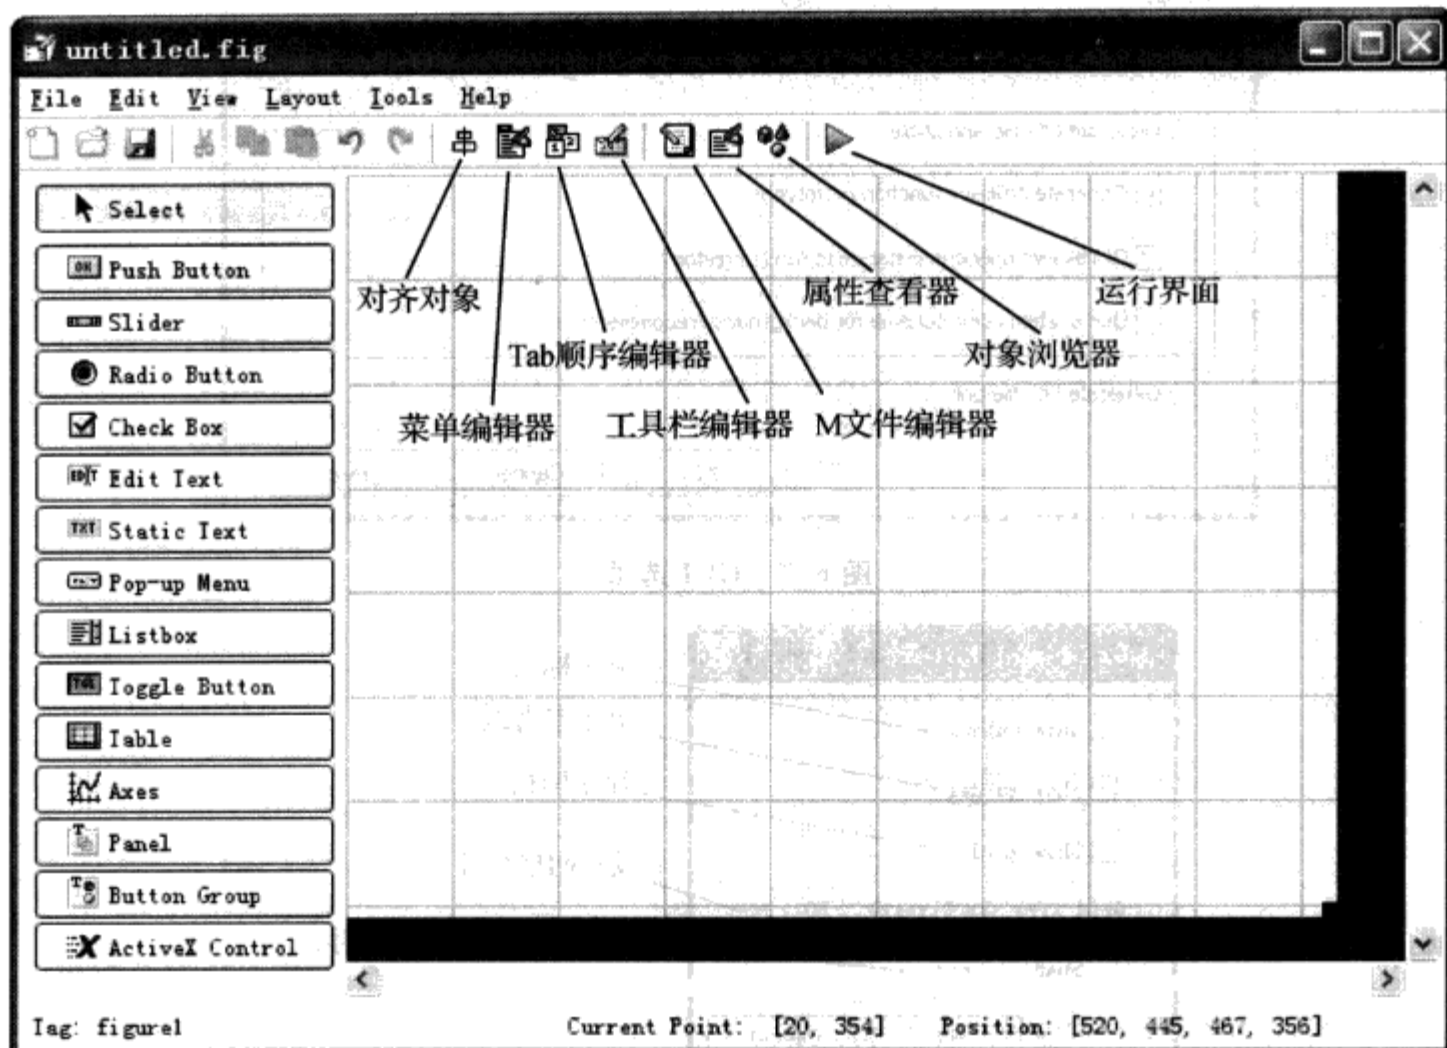 untitled.fig
File Edit View Layout Tools Help
Select
Push Button
Slider
Radio Button
Check Box
Edit Text
Static Text
Pop-up Menu
Listbox
Toggle Button
Table
Axes
Panel
Button Group
ActiveX Control
对齐对象
属性查看器
运行界面
Tab顺序编辑器
对象浏览器
菜单编辑器
工具栏编辑器
M文件编辑器
Tag: figure1
Current Point: [20, 354]
Position: [520, 445, 467, 356]